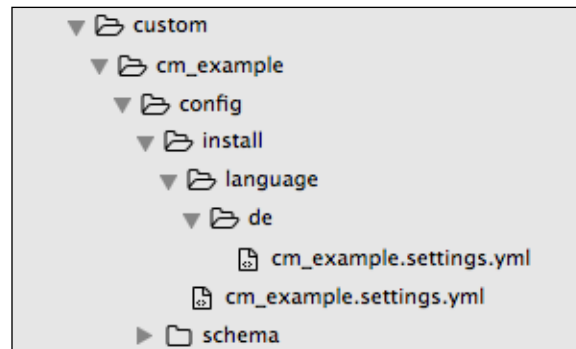 custom
cm_example
config
install
language
de
cm_example.settings.yml
cm_example.settings.yml
schema